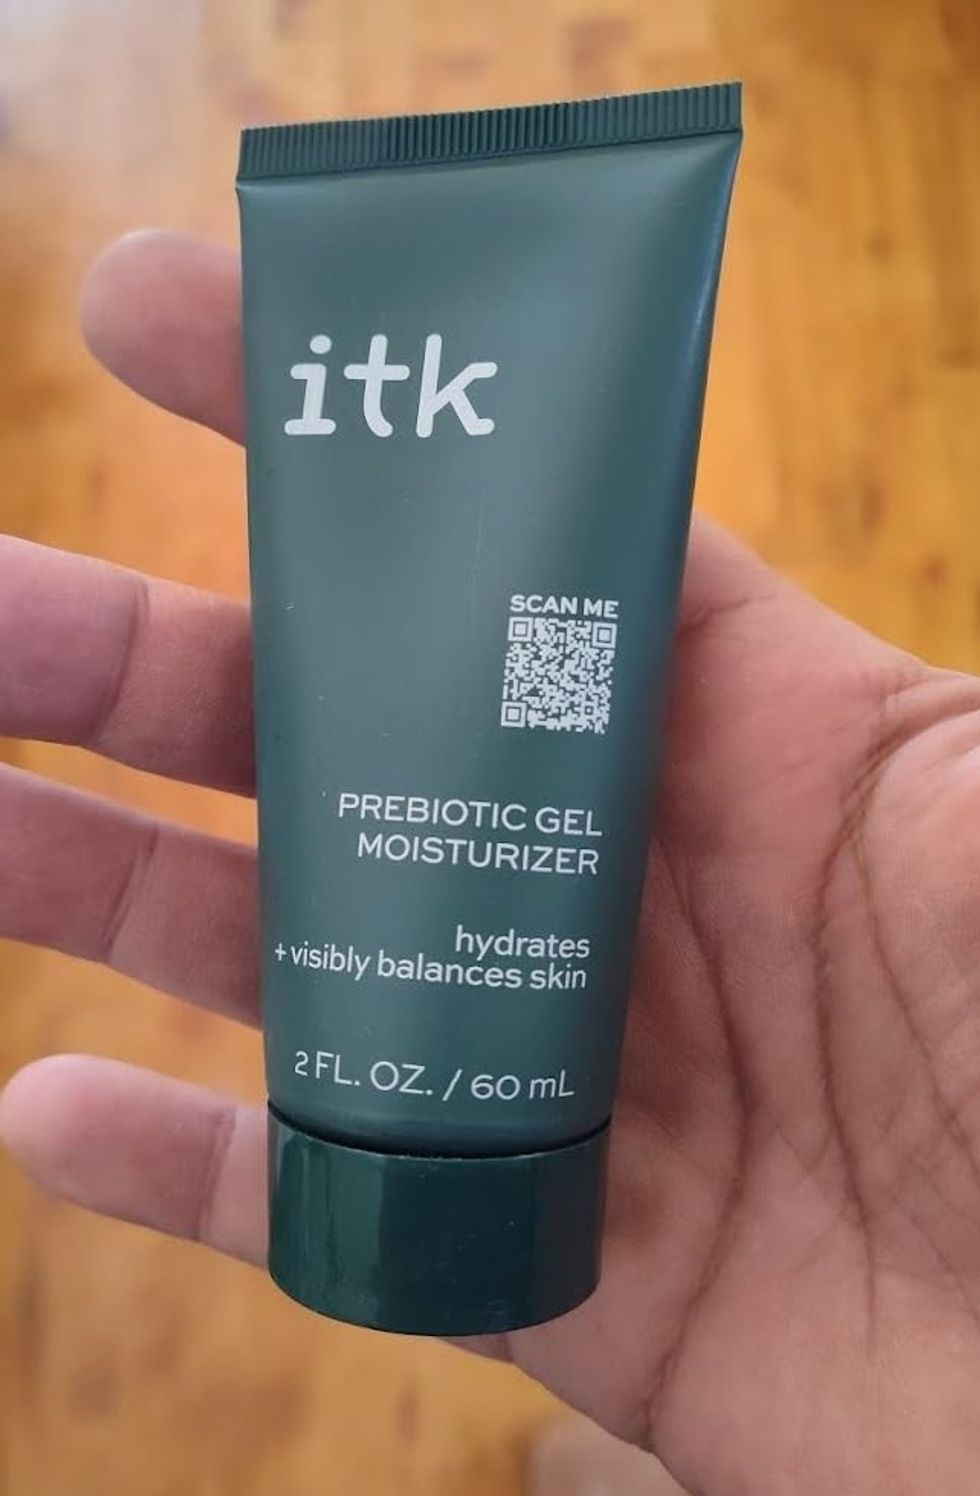 itk
SCAN ME
PREBIOTIC GEL
MOISTURIZER
hydrates
+ visibly balances skin
2 FL. OZ. / 60 mL